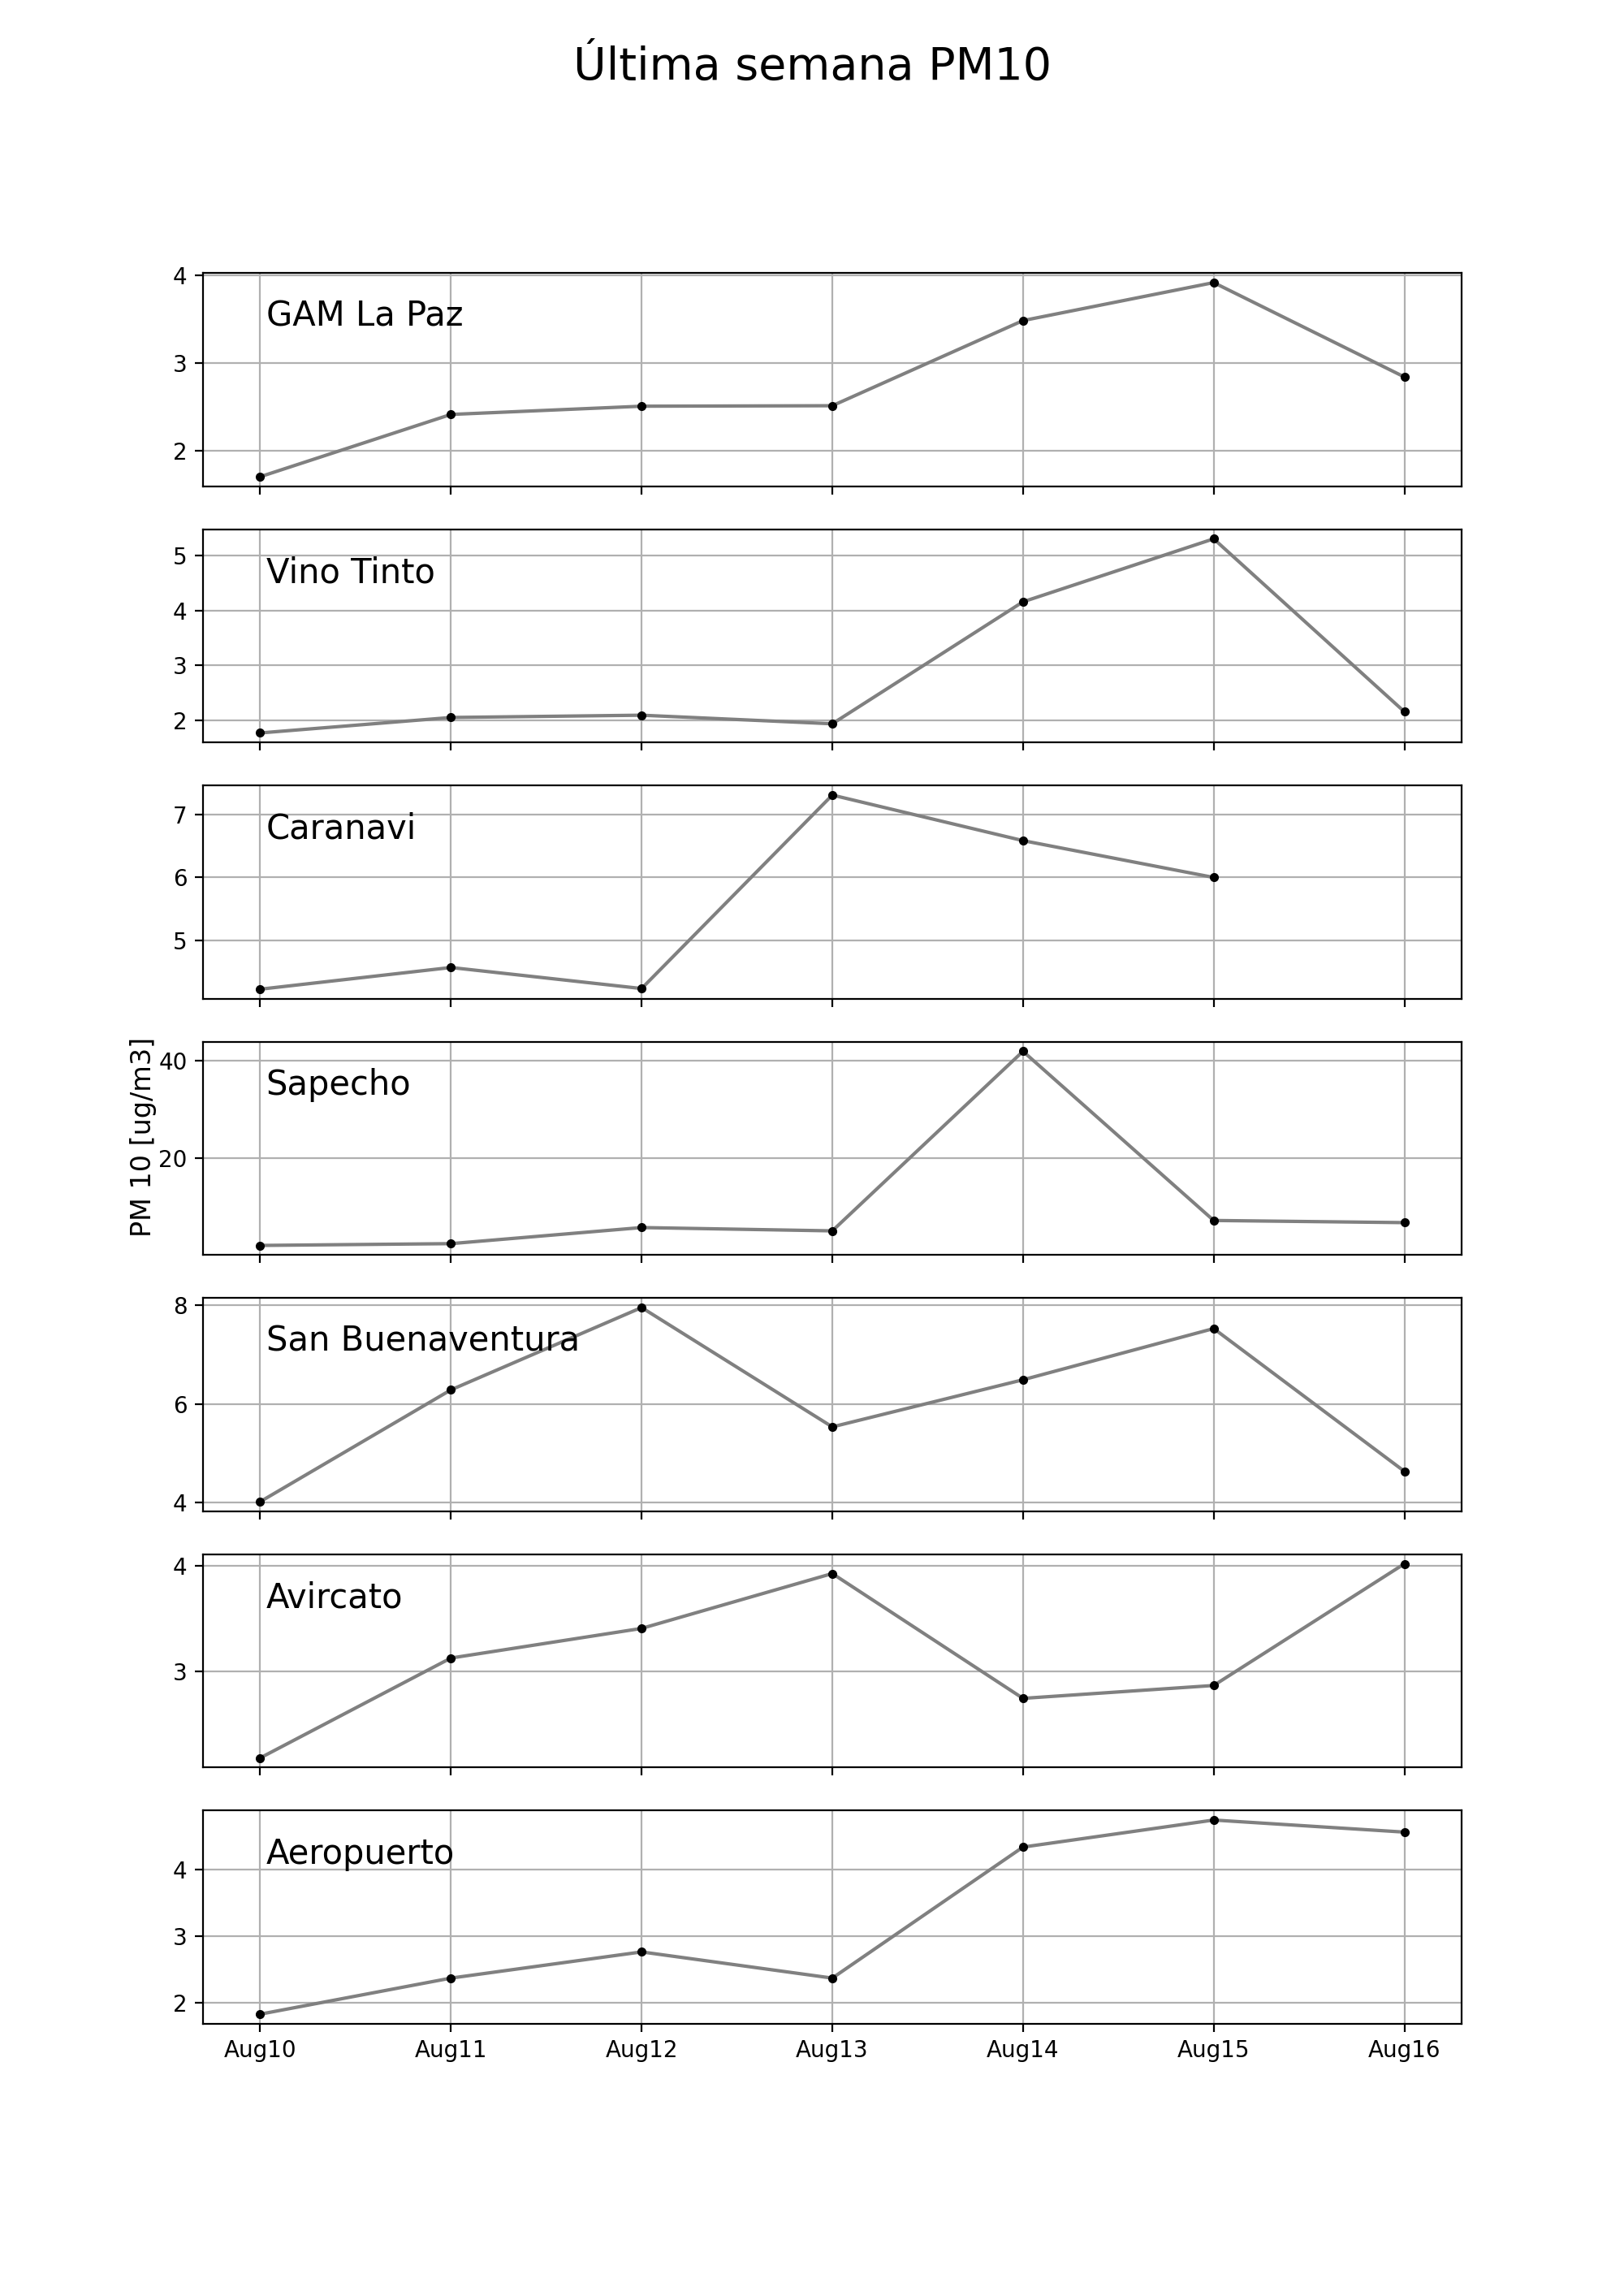 Última semana PM10
4
GAM La Paz
3
2
5
Vino Tinto
4
3
2
7
Caranavi
6
5
PM 10 [ug/m3]
40
Sapecho
20
8
San Buenaventura
6
4
4
Avircato
3
Aeropuerto
4
3
2
Aug10 Aug11 Aug12 Aug13 Aug14 Aug15 Aug16